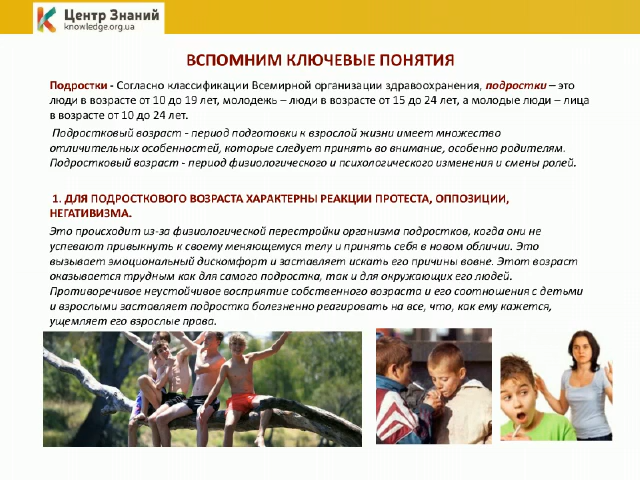 Центр Знаний
knowledge.org.ua
ВСПОМНИМ КЛЮЧЕВЫЕ ПОНЯТИЯ
Подростки - Согласно классификации Всемирной организации здравоохранения, подростки – это
люди в возрасте от 10 до 19 лет, молодежь – люди в возрасте от 15 до 24 лет, а молодые люди – лица
в возрасте от 10 до 24 лет.
Подростковый возраст - период подготовки к взрослой жизни имеет множество
отличительных особенностей, которые следует принять во внимание, особенно родителям.
Подростковый возраст - период физиологического и психологического изменения и смены ролей.
1. ДЛЯ ПОДРОСТКОВОГО ВОЗРАСТА ХАРАКТЕРНЫ РЕАКЦИИ ПРОТЕСТА, ОППОЗИЦИИ,
НЕГАТИВИЗМА.
Это происходит из-за физиологической перестройки организма подростков, когда они не
успевают привыкнуть к своему меняющемуся телу и принять себя в новом обличии. Это
вызывает эмоциональный дискомфорт и заставляет искать его причины вовне. Этот возраст
оказывается трудным как для самого подростка, так и для окружающих его людей.
Противоречивое неустойчивое восприятие собственного возраста и его соотношения с детьми
и взрослыми заставляет подростка болезненно реагировать на все, что, как ему кажется,
ущемляет его взрослые права.